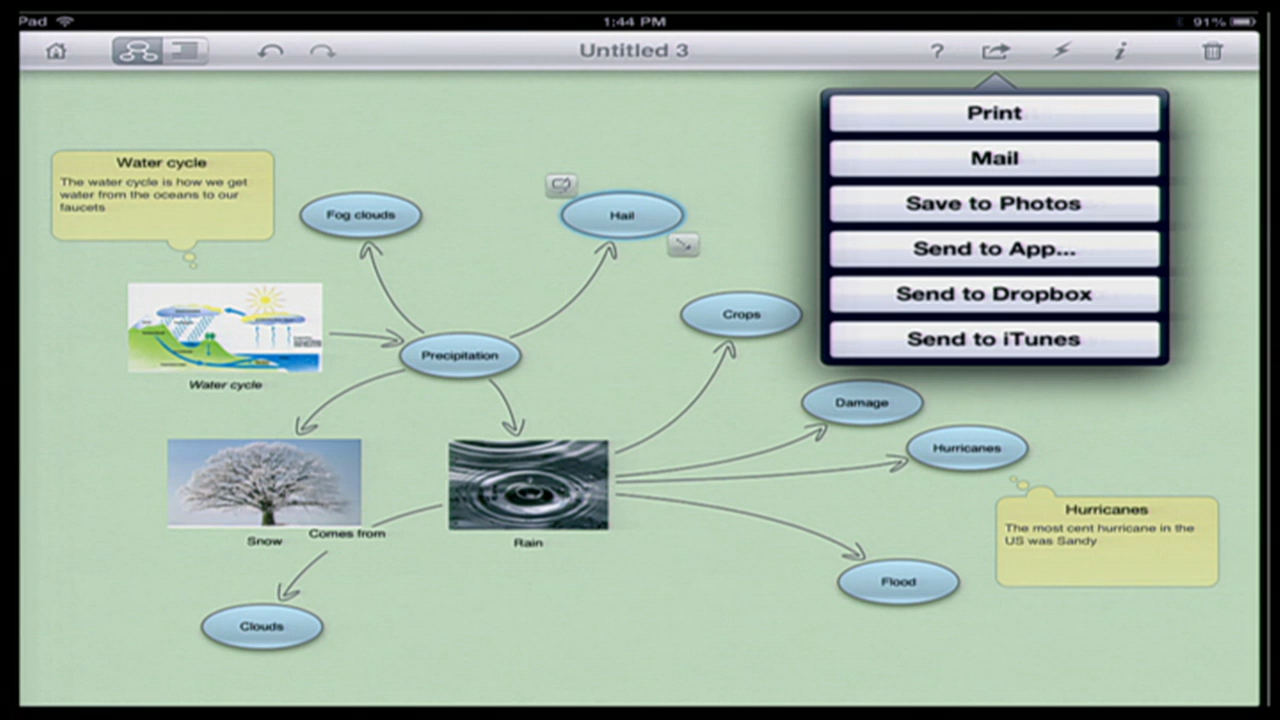 Pad 1:44 PM 91%
Untitled 3
?
i
Print
Mail
Save to Photos
Send to App...
Send to Dropbox
Send to iTunes
Water cycle
The water cycle is how we get
water from the oceans to our
faucets
Fog clouds
Hail
Crops
Precipitation
Water cycle
Damage
Hurricanes
Hurricanes
The most cent hurricane in the
US was Sandy
Snow
Comes from
Rain
Flood
Clouds